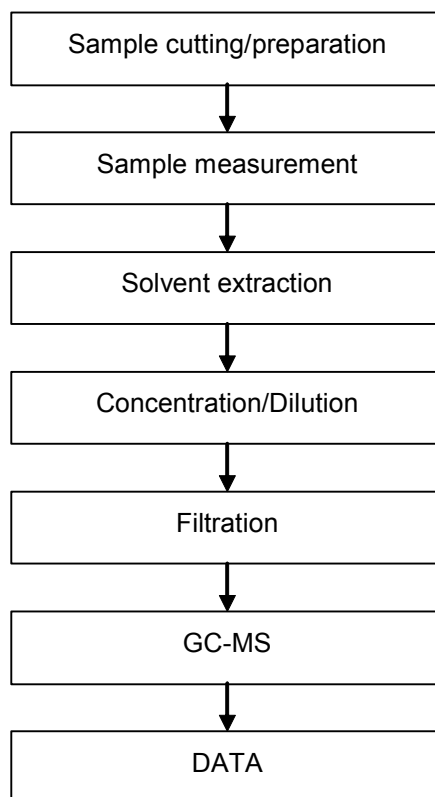 Sample cutting/preparation
Sample measurement
Solvent extraction
Concentration/Dilution
Filtration
GC-MS
DATA